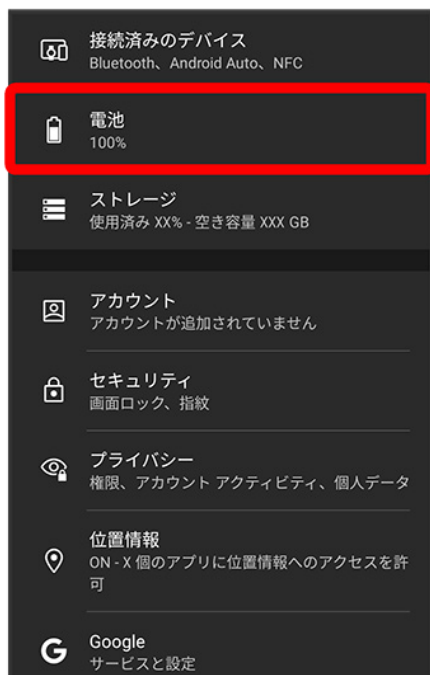 接続済みのデバイス
Bluetooth、Android Auto、NFC
電池
100%
ストレージ
使用済み XX% - 空き容量 XXX GB
アカウント
アカウントが追加されていません
セキュリティ
画面ロック、指紋
プライバシー
権限、アカウント アクティビティ、個人データ
位置情報
ON - X 個のアプリに位置情報へのアクセスを許
可
Google
サービスと設定